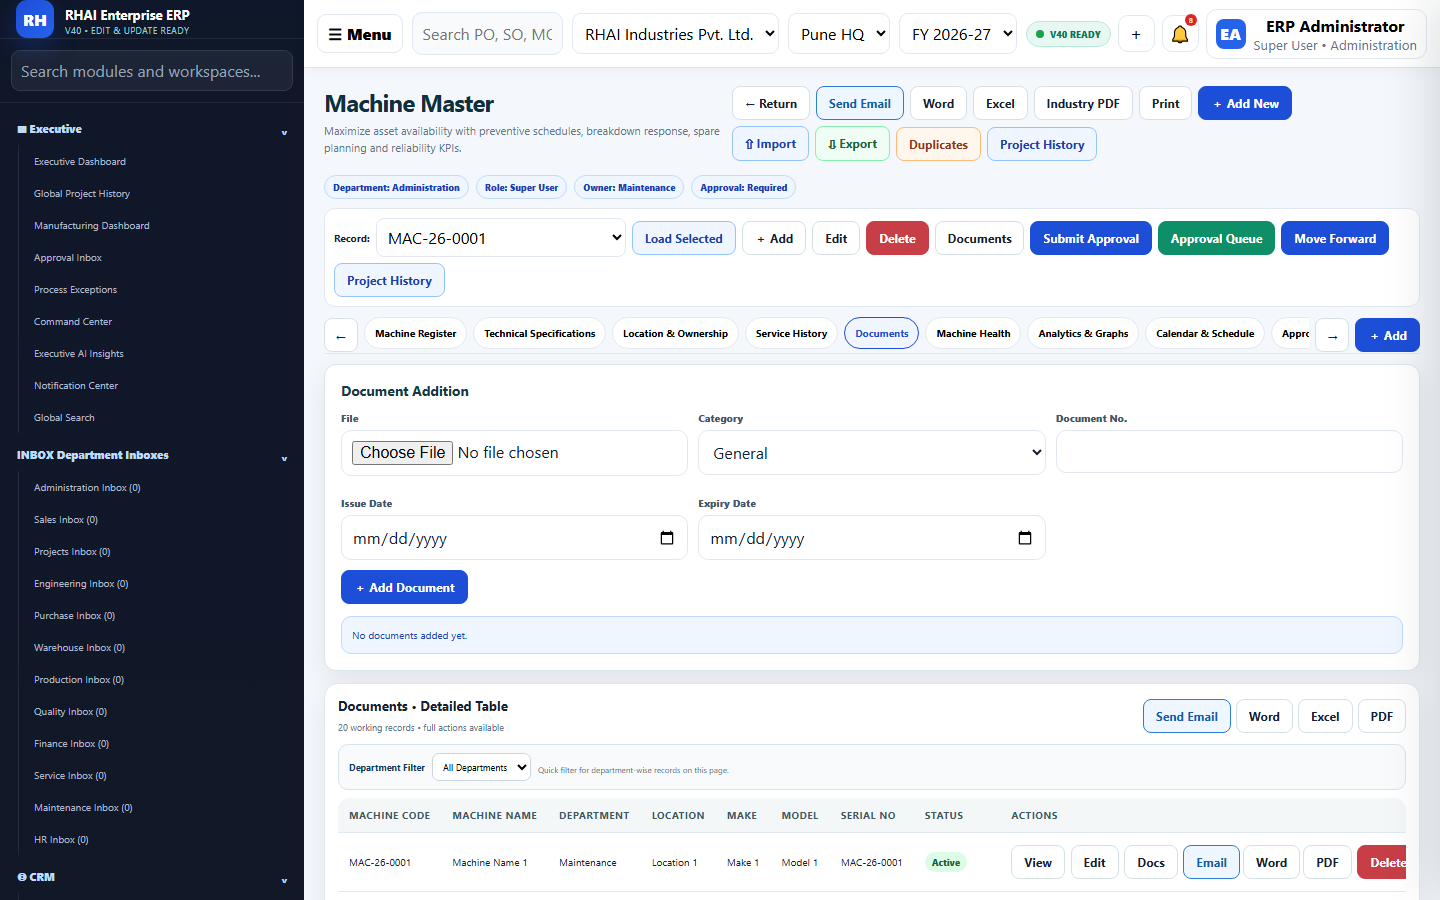 RH
RHAI Enterprise ERP
V40 • EDIT & UPDATE READY
Search modules and workspaces...
Executive
v
Executive Dashboard
Global Project History
Manufacturing Dashboard
Approval Inbox
Process Exceptions
Command Center
Executive AI Insights
Notification Center
Global Search
INBOX Department Inboxes
v
Administration Inbox (0)
Sales Inbox (0)
Projects Inbox (0)
Engineering Inbox (0)
Purchase Inbox (0)
Warehouse Inbox (0)
Production Inbox (0)
Quality Inbox (0)
Finance Inbox (0)
Service Inbox (0)
Maintenance Inbox (0)
HR Inbox (0)
CRM
v
☰ Menu
Search PO, SO, MC
RHAI Industries Pvt. Ltd.
Pune HQ
FY 2026-27
V40 READY
+
8
EA
ERP Administrator
Super User • Administration
Machine Master
Maximize asset availability with preventive schedules, breakdown response, spare
planning and reliability KPIs.
← Return
Send Email
Word
Excel
Industry PDF
Print
+ Add New
⇧ Import
⇩ Export
Duplicates
Project History
Department: Administration
Role: Super User
Owner: Maintenance
Approval: Required
Record:
MAC-26-0001
Load Selected
+ Add
Edit
Delete
Documents
Submit Approval
Approval Queue
Move Forward
Project History
←
Machine Register
Technical Specifications
Location & Ownership
Service History
Documents
Machine Health
Analytics & Graphs
Calendar & Schedule
Appro
→
+ Add
Document Addition
File
Category
Document No.
Choose File No file chosen
General
Issue Date
Expiry Date
mm/dd/yyyy
mm/dd/yyyy
+ Add Document
No documents added yet.
Documents • Detailed Table
20 working records • full actions available
Send Email
Word
Excel
PDF
Department Filter
All Departments
Quick filter for department-wise records on this page.
MACHINE CODE MACHINE NAME DEPARTMENT LOCATION MAKE MODEL SERIAL NO STATUS ACTIONS
MAC-26-0001 Machine Name 1 Maintenance Location 1 Make 1 Model 1 MAC-26-0001 Active View Edit Docs Email Word PDF Delete